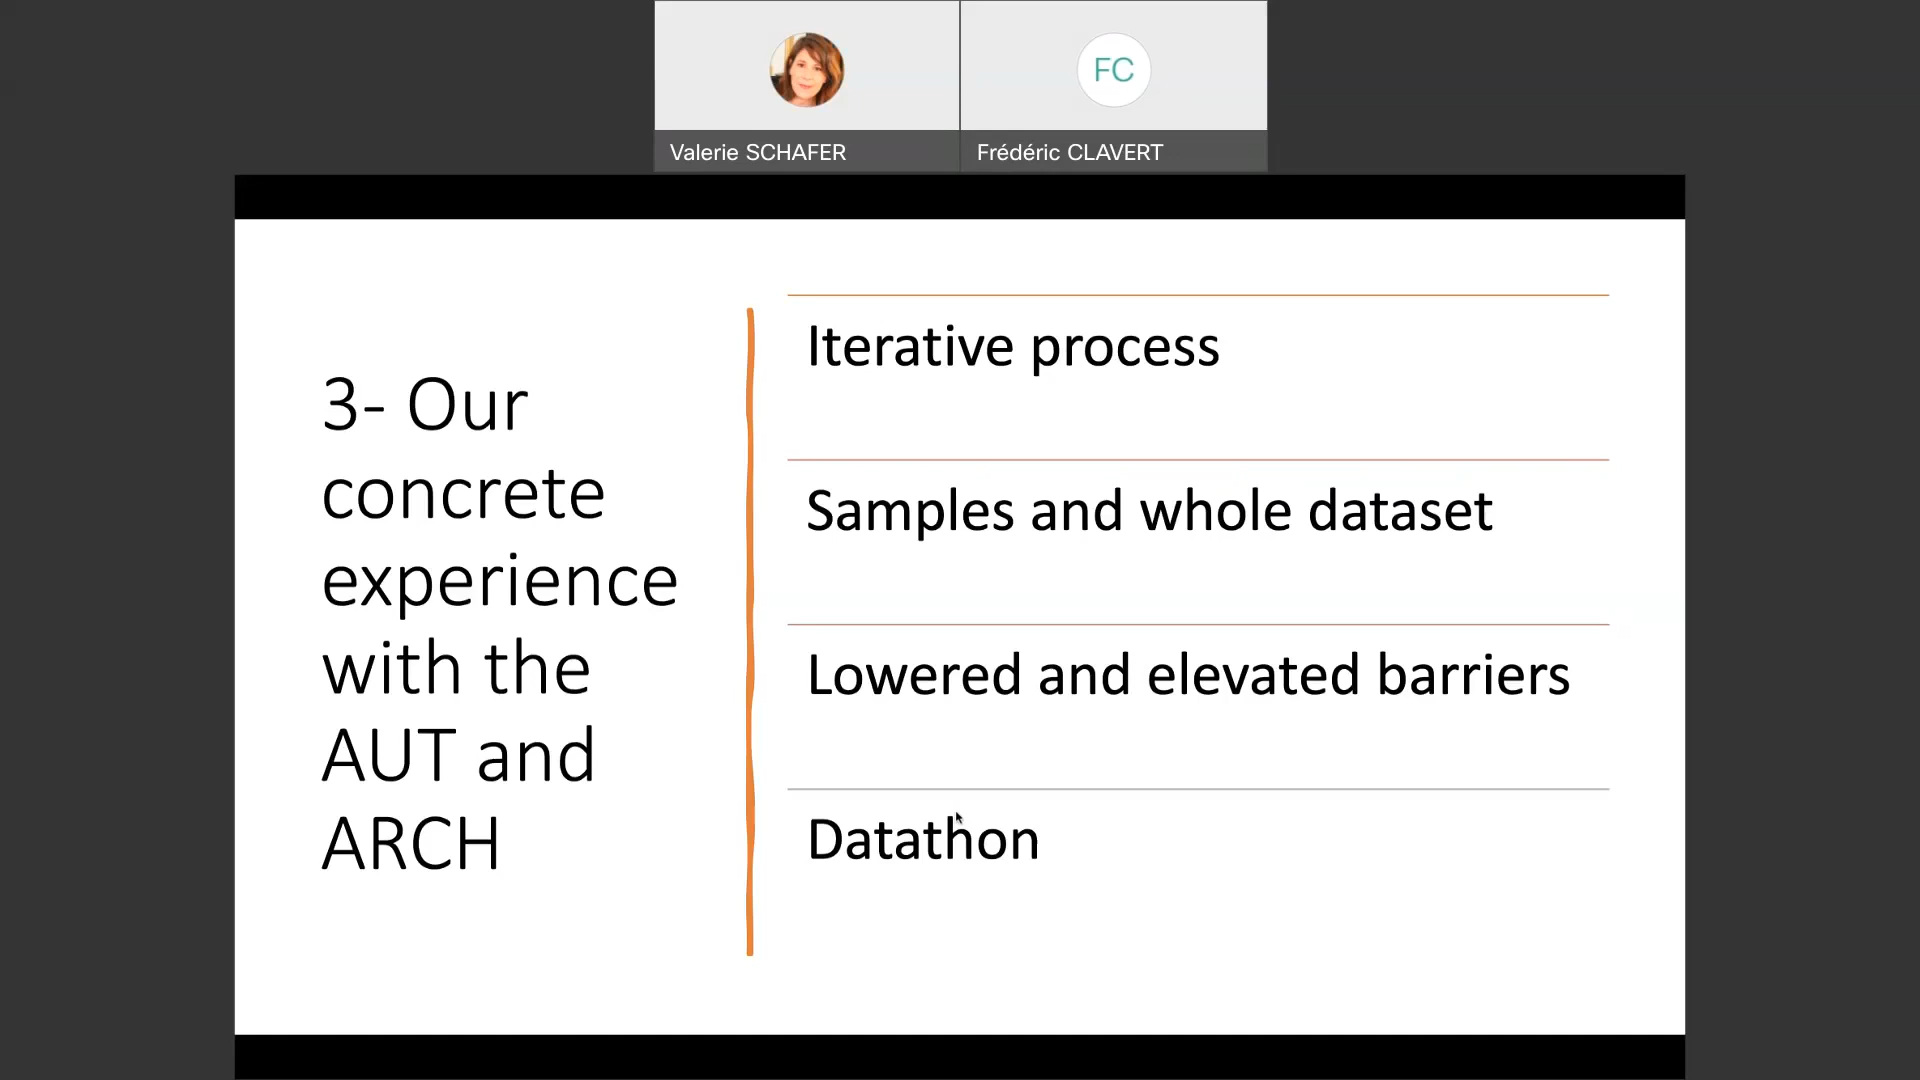 FC
Valerie SCHAFER
Frédéric CLAVERT
3- Our
concrete
experience
with the
AUT and
ARCH
Iterative process
Samples and whole dataset
Lowered and elevated barriers
Datathon